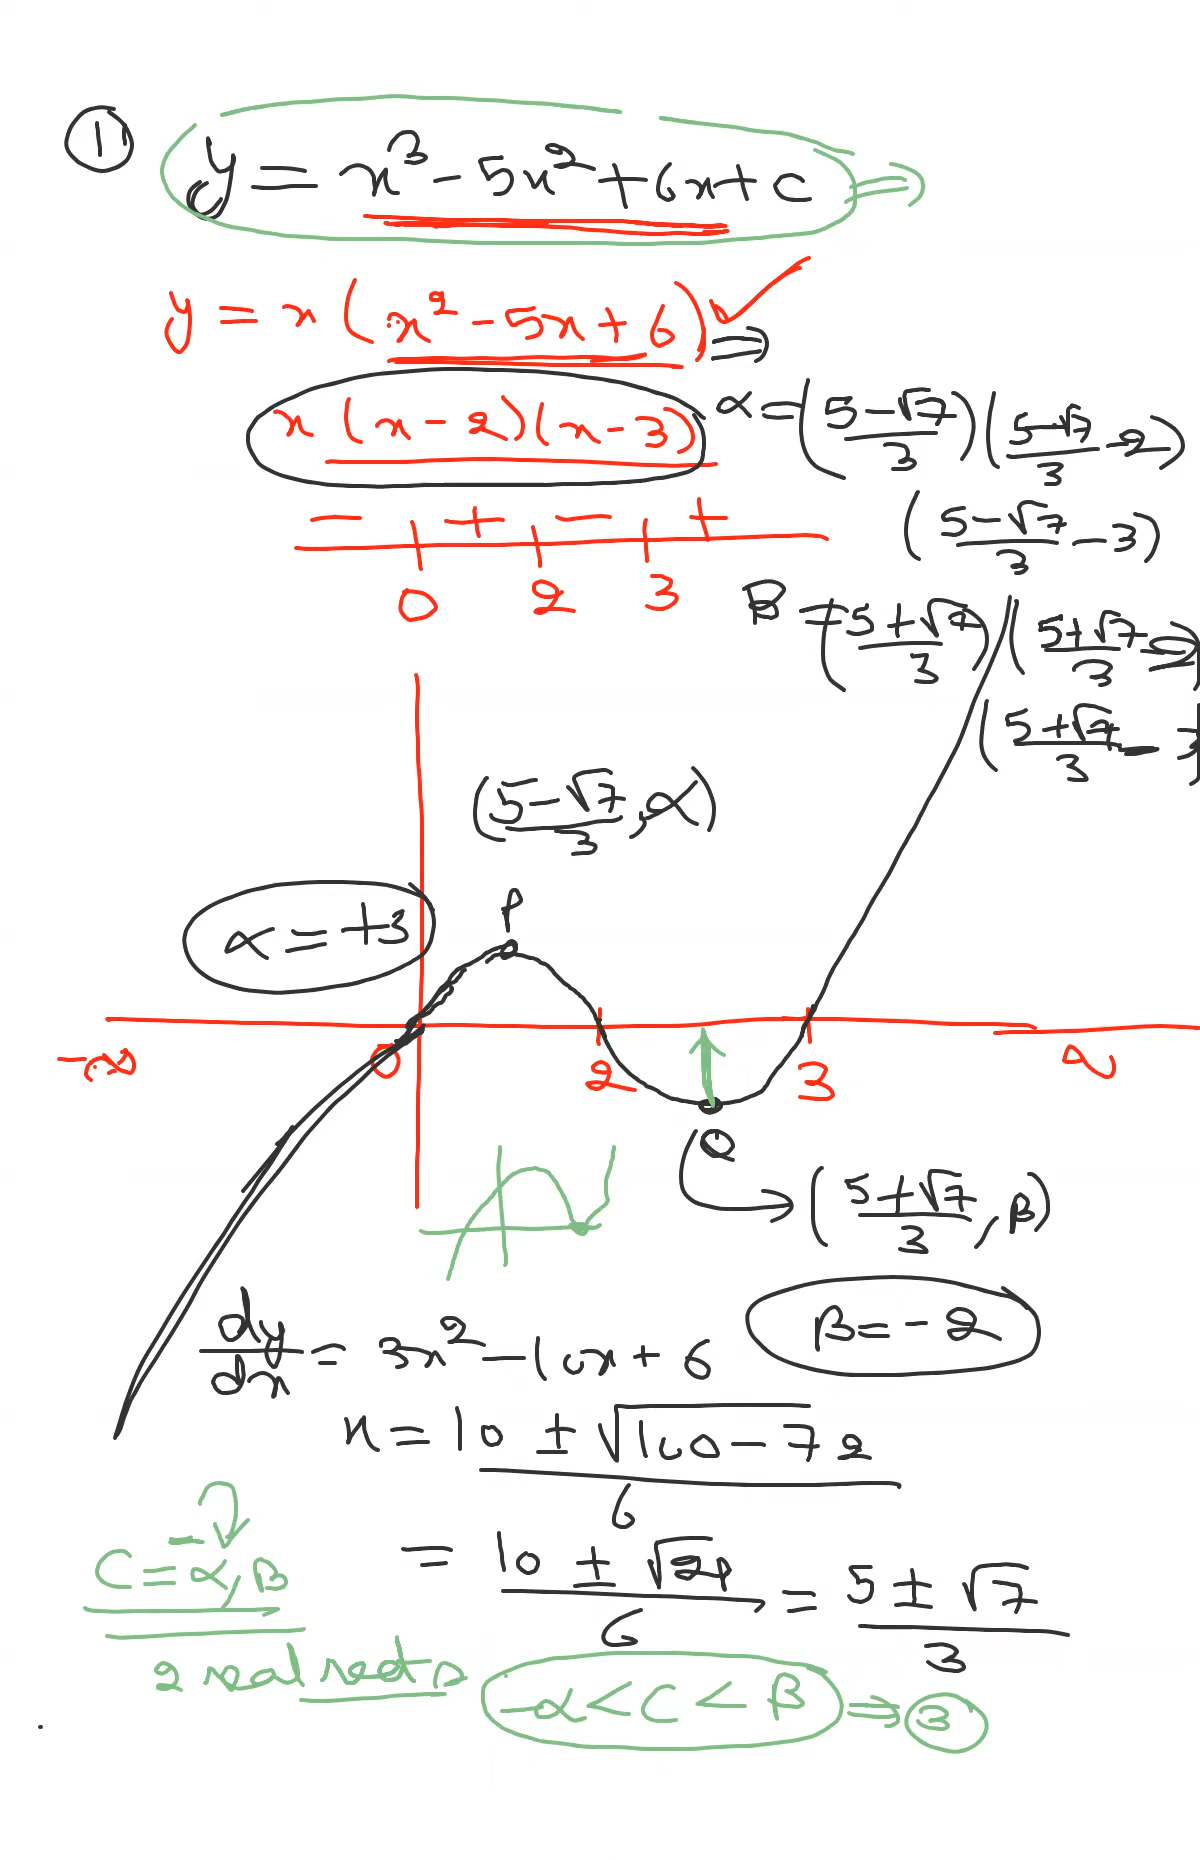 ① y = x³ - 5x² + 6x + c ⇒
y = x (x² - 5x + 6) ✓ ⇒
x (x - 2)(x - 3)
α = (5-√7/3)(5-√7/3 - 2)
(5-√7/3 - 3)
- + - +
0 2 3
β = (5+√7/3)(5+√7/3 - 2)
(5+√7/3 -
(5-√7/3, α)
α = +3
P
-∞ 0 2 3
Q
(5+√7/3, β)
β = -2
dy/dx = 3x² - 10x + 6
x = 10 ± √100 - 72 / 6
= 10 ± √28 / 6 = 5 ± √7 / 3
C = -α, β
2 real roots
-α < C < β ⇒ ③